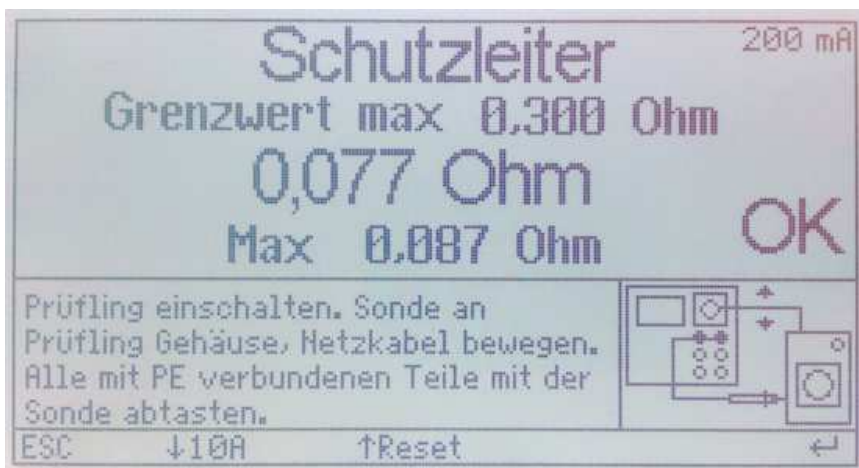 Schutzleiter 200 mA
Grenzwert max 0,300 Ohm
0,077 Ohm
OK
Max 0,087 Ohm
Prüfling einschalten. Sonde an
Prüfling Gehäuse, Netzkabel bewegen.
Alle mit PE verbundenen Teile mit der
Sonde abtasten.
ESC ↓10A ↑Reset ↵